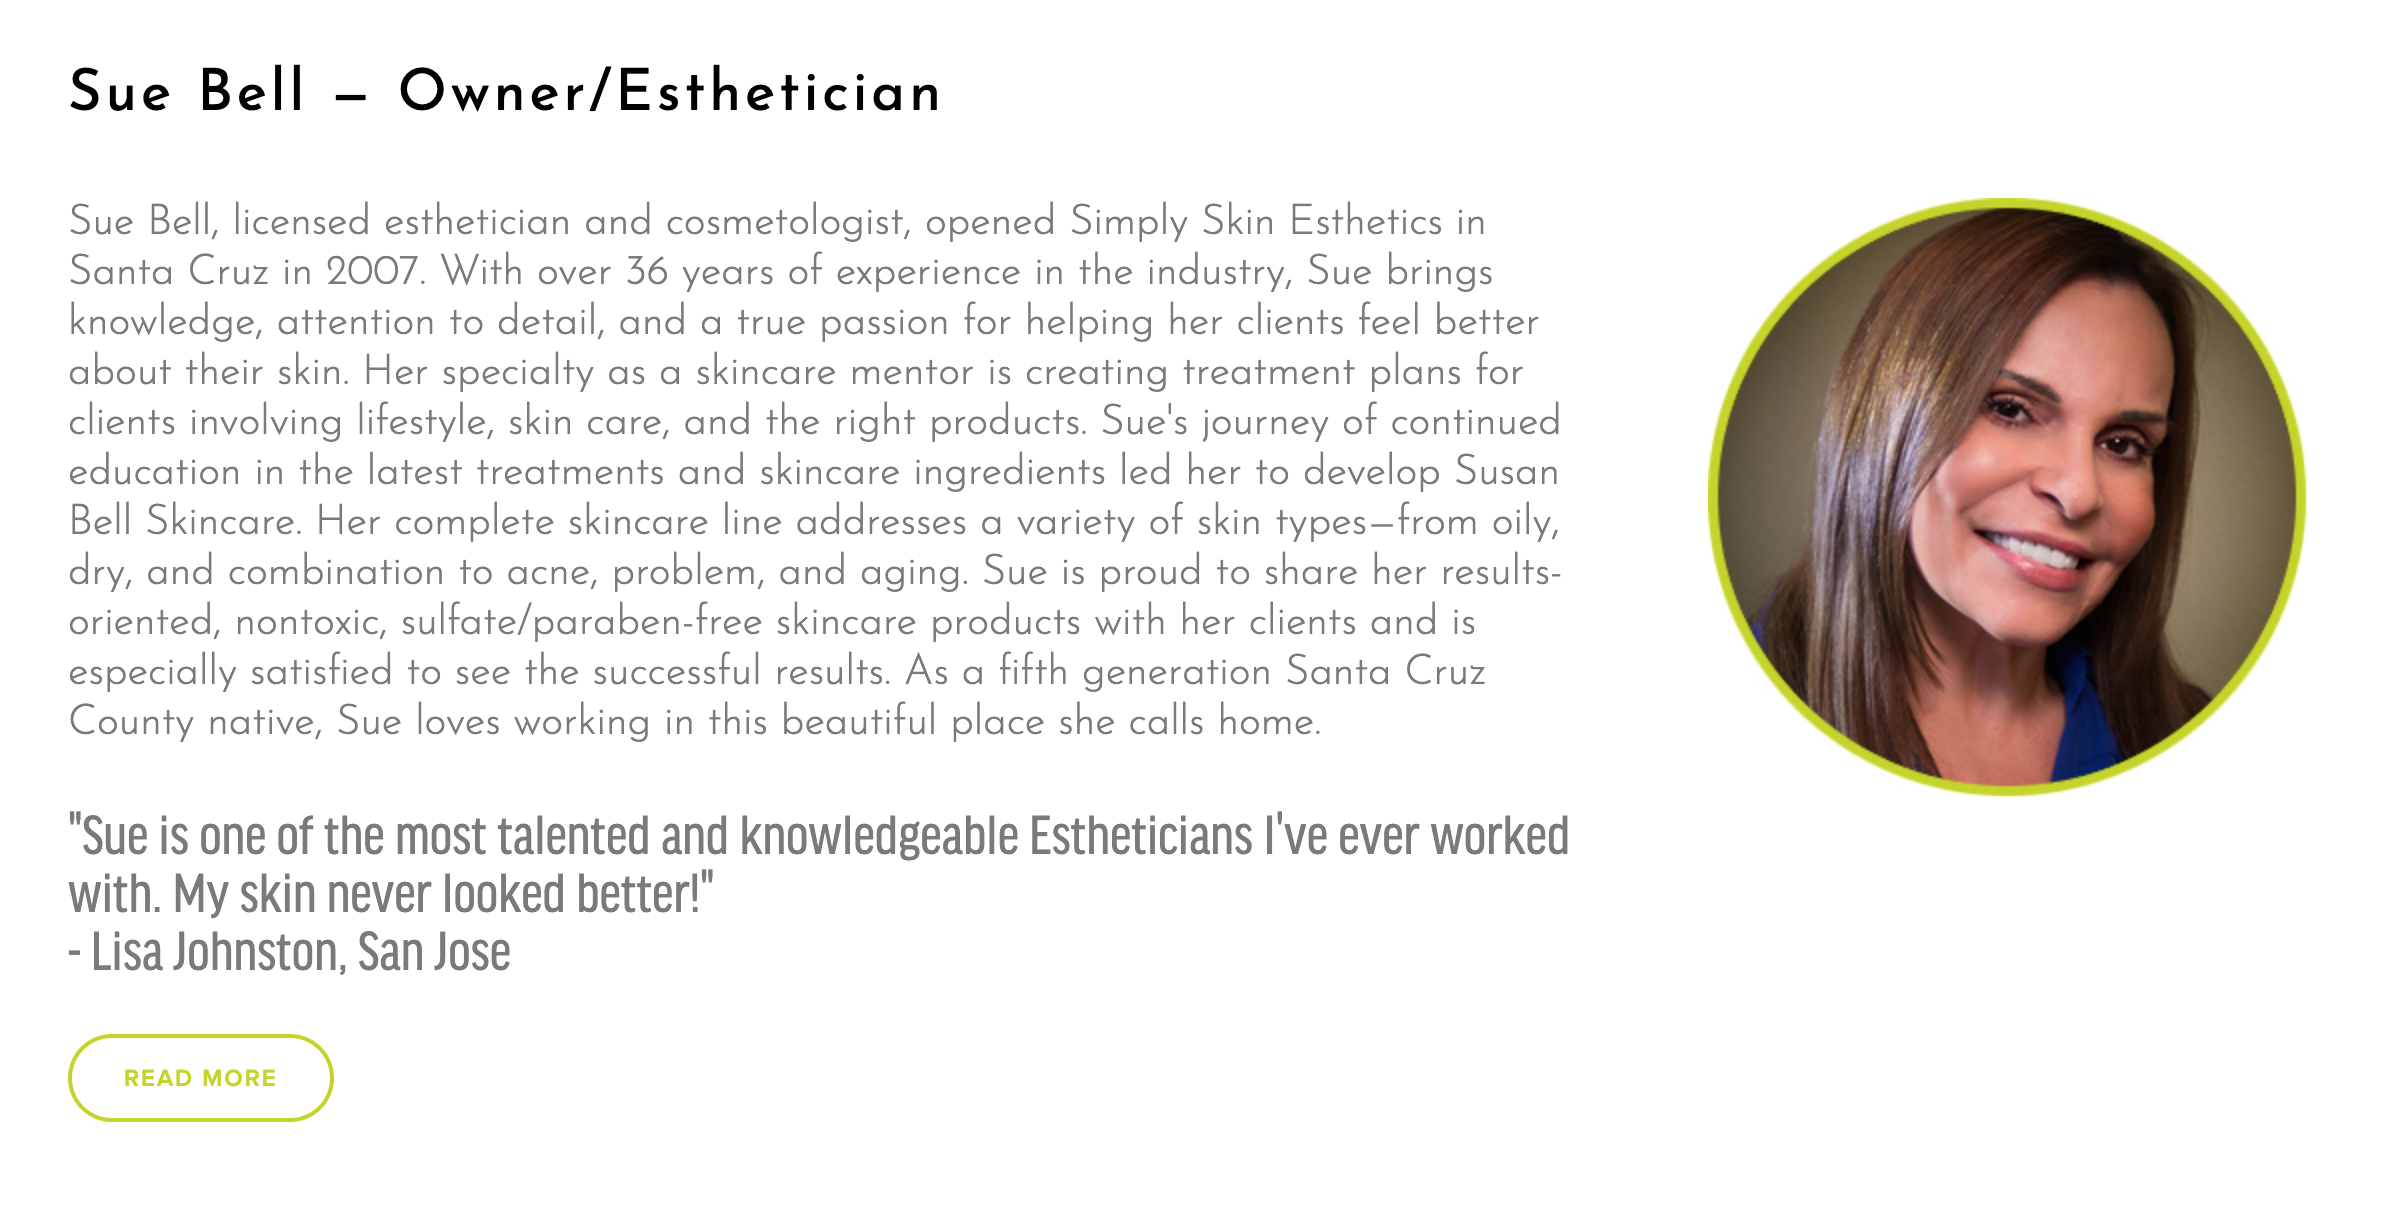 Sue Bell – Owner/Esthetician
Sue Bell, licensed esthetician and cosmetologist, opened Simply Skin Esthetics in
Santa Cruz in 2007. With over 36 years of experience in the industry, Sue brings
knowledge, attention to detail, and a true passion for helping her clients feel better
about their skin. Her specialty as a skincare mentor is creating treatment plans for
clients involving lifestyle, skin care, and the right products. Sue's journey of continued
education in the latest treatments and skincare ingredients led her to develop Susan
Bell Skincare. Her complete skincare line addresses a variety of skin types—from oily,
dry, and combination to acne, problem, and aging. Sue is proud to share her results-
oriented, nontoxic, sulfate/paraben-free skincare products with her clients and is
especially satisfied to see the successful results. As a fifth generation Santa Cruz
County native, Sue loves working in this beautiful place she calls home.
"Sue is one of the most talented and knowledgeable Estheticians I've ever worked
with. My skin never looked better!"
- Lisa Johnston, San Jose
READ MORE